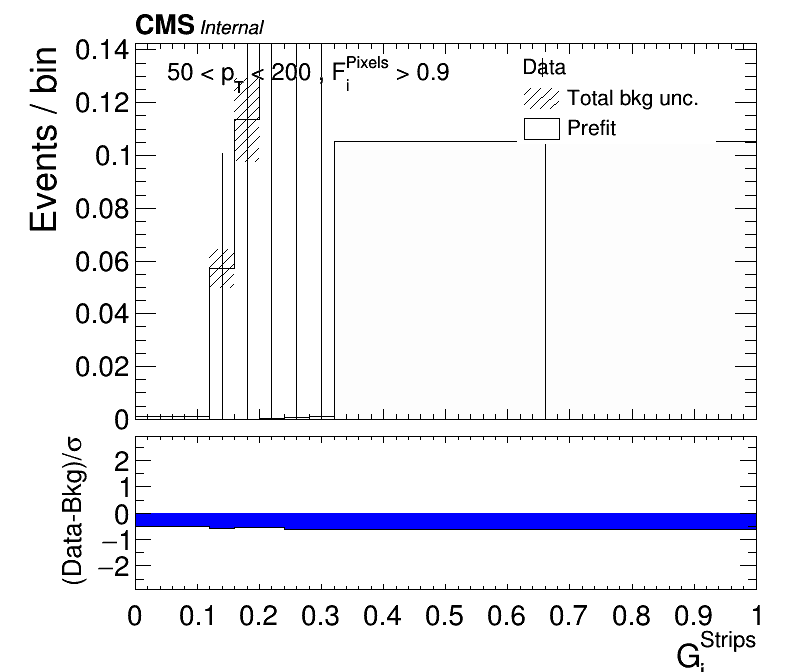 CMS Internal
0.14
0.12
0.1
0.08
0.06
0.04
0.02
0
Events / bin
50 < p_T < 200 , F_i^Pixels > 0.9
Data
Total bkg unc.
Prefit
2
1
0
−1
−2
(Data-Bkg)/σ
0 0.1 0.2 0.3 0.4 0.5 0.6 0.7 0.8 0.9 1
G_i^Strips